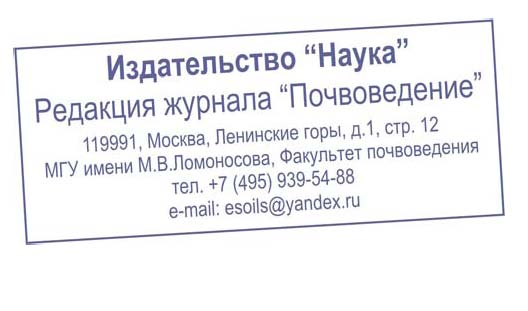 Издательство “Наука”
Редакция журнала “Почвоведение”
119991, Москва, Ленинские горы, д.1, стр. 12
МГУ имени М.В.Ломоносова, Факультет почвоведения
тел. +7 (495) 939-54-88
e-mail: esoils@yandex.ru